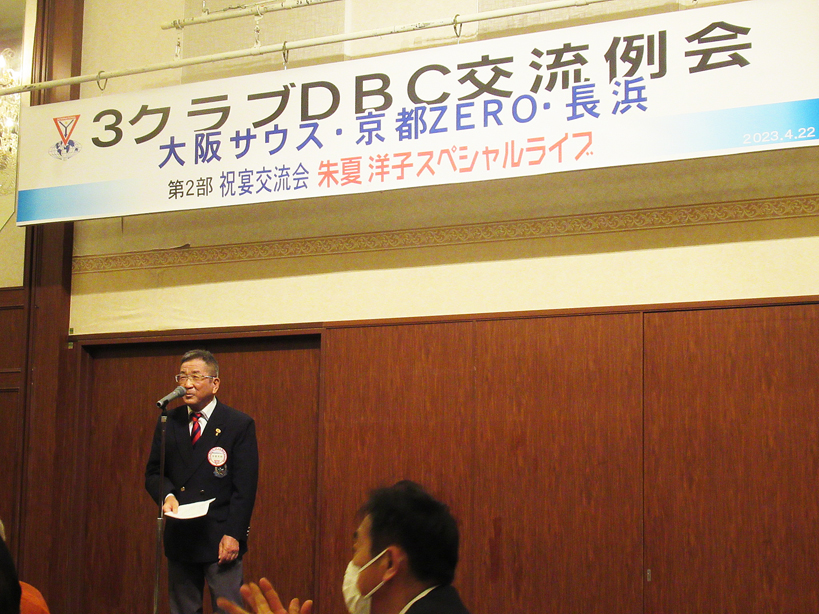 3クラブDBC交流例会
大阪サウス・京都ZERO・長浜
第2部 祝宴交流会 朱夏洋子スペシャルライブ
2023.4.22